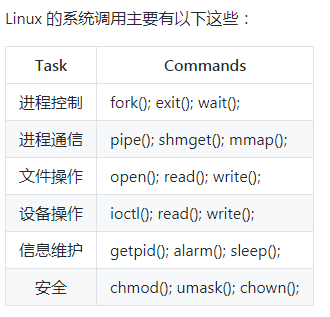 Linux 的系统调用主要有以下这些：
Task Commands
进程控制 fork(); exit(); wait();
进程通信 pipe(); shmget(); mmap();
文件操作 open(); read(); write();
设备操作 ioctl(); read(); write();
信息维护 getpid(); alarm(); sleep();
安全 chmod(); umask(); chown();